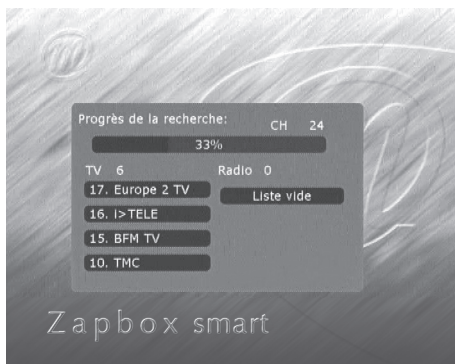 Progrès de la recherche:
CH 24
33%
TV 6
Radio 0
17. Europe 2 TV
Liste vide
16. i>TELE
15. BFM TV
10. TMC
Zapbox smart